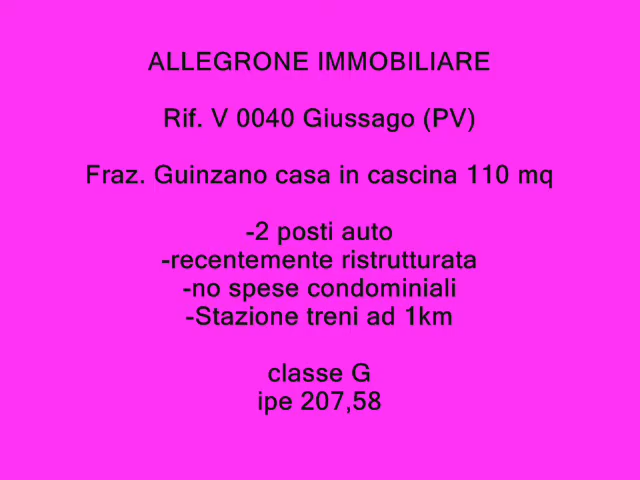 ALLEGRONE IMMOBILIARE
Rif. V 0040 Giussago (PV)
Fraz. Guinzano casa in cascina 110 mq
-2 posti auto
-recentemente ristrutturata
-no spese condominiali
-Stazione treni ad 1km
classe G
ipe 207,58